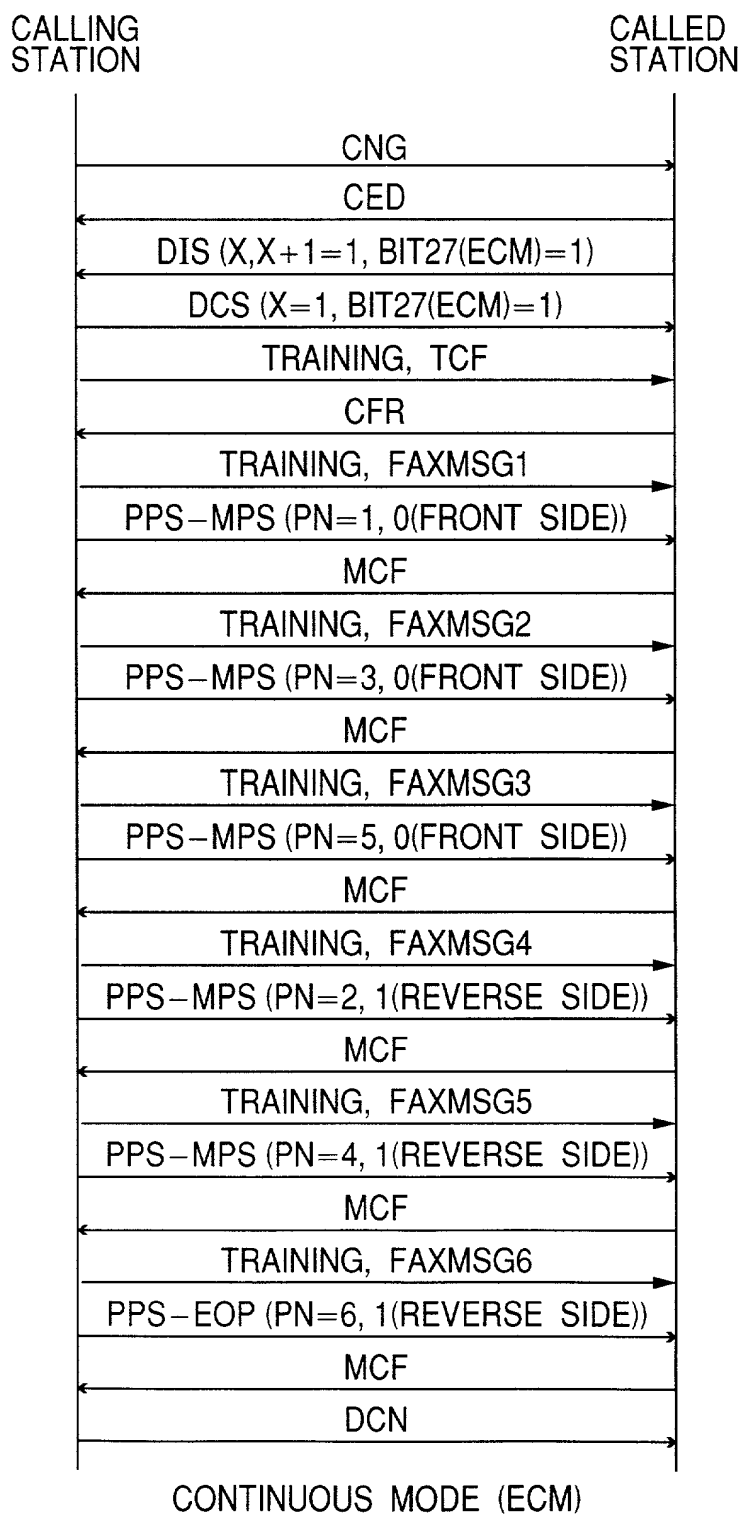 CALLING
STATION
CALLED
STATION
CNG
CED
DIS (X,X+1=1, BIT27(ECM)=1)
DCS (X=1, BIT27(ECM)=1)
TRAINING, TCF
CFR
TRAINING, FAXMSG1
PPS-MPS (PN=1, 0(FRONT SIDE))
MCF
TRAINING, FAXMSG2
PPS-MPS (PN=3, 0(FRONT SIDE))
MCF
TRAINING, FAXMSG3
PPS-MPS (PN=5, 0(FRONT SIDE))
MCF
TRAINING, FAXMSG4
PPS-MPS (PN=2, 1(REVERSE SIDE))
MCF
TRAINING, FAXMSG5
PPS-MPS (PN=4, 1(REVERSE SIDE))
MCF
TRAINING, FAXMSG6
PPS-EOP (PN=6, 1(REVERSE SIDE))
MCF
DCN
CONTINUOUS MODE (ECM)